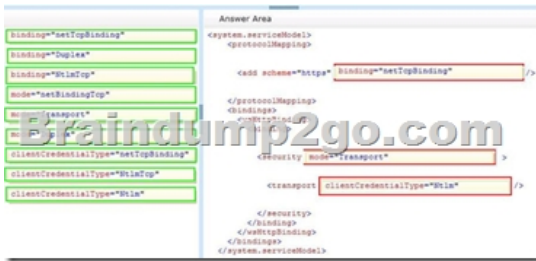 Answer Area
binding="netTcpBinding"
binding="Duplex"
binding="NtlmTcp"
mode="netBindingTcp"
clientCredentialType="netTcpBinding"
clientCredentialType="NtlmTcp"
clientCredentialType="Ntlm"
<system.serviceModel>
<protocolMapping>
<add scheme="https" binding="netTcpBinding" />
</protocolMapping>
<bindings>
Braindump2go.com
<security mode="Transport" >
<transport clientCredentialType="Ntlm" />
</security>
</binding>
</wsHttpBinding>
</bindings>
</system.serviceModel>